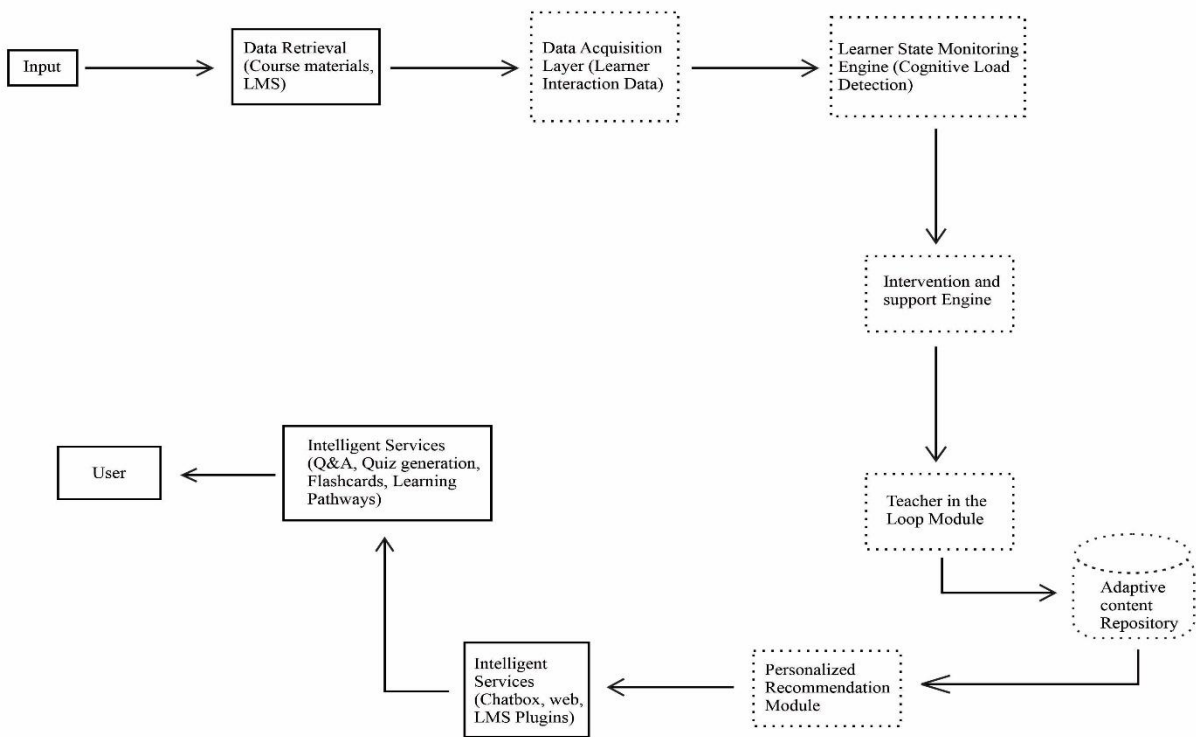 Input
Data Retrieval
(Course materials,
LMS)
Data Acquisition
Layer (Learner
Interaction Data)
Learner State Monitoring
Engine (Cognitive Load
Detection)
Intervention and
support Engine
Teacher in the
Loop Module
Adaptive
content
Repository
Personalized
Recommendation
Module
Intelligent
Services
(Chatbox, web,
LMS Plugins)
Intelligent Services
(Q&A, Quiz generation,
Flashcards, Learning
Pathways)
User